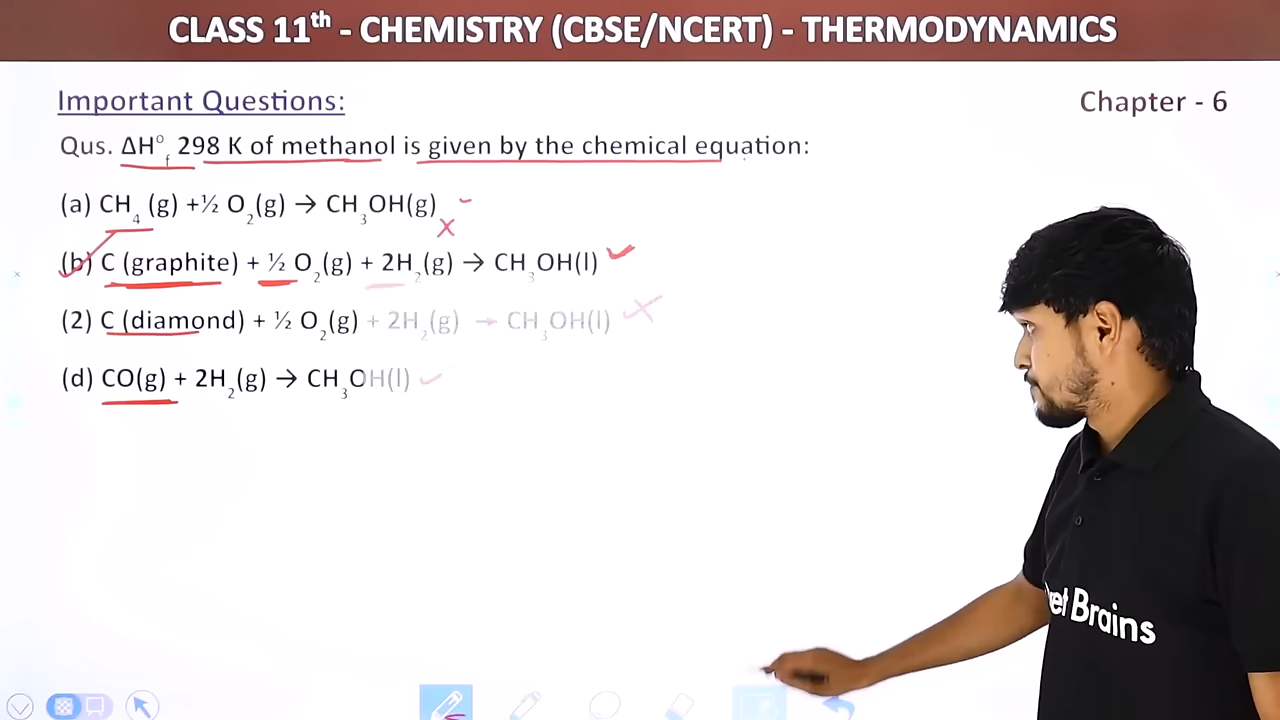 CLASS 11ᵗʰ - CHEMISTRY (CBSE/NCERT) - THERMODYNAMICS
Important Questions:
Chapter - 6
Qus. ΔH°f 298 K of methanol is given by the chemical equation:
(a) CH₄ (g) +½ O₂(g) → CH₃OH(g)
(b) C (graphite) + ½ O₂(g) + 2H₂(g) → CH₃OH(l)
(2) C (diamond) + ½ O₂(g) + 2H₂(g) → CH₃OH(l)
(d) CO(g) + 2H₂(g) → CH₃OH(l)
Brains